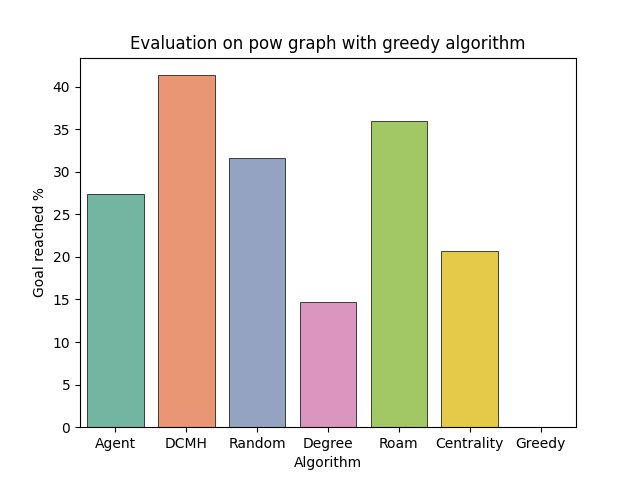 Evaluation on pow graph with greedy algorithm
Goal reached %
40
35
30
25
20
15
10
5
0
Agent DCMH Random Degree Roam Centrality Greedy
Algorithm